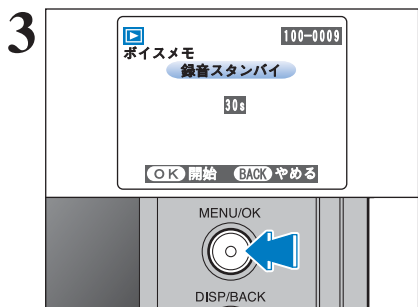 3
100-0009
ボイスメモ
録音スタンバイ
30s
OK 開始 BACK やめる
MENU/OK
DISP/BACK